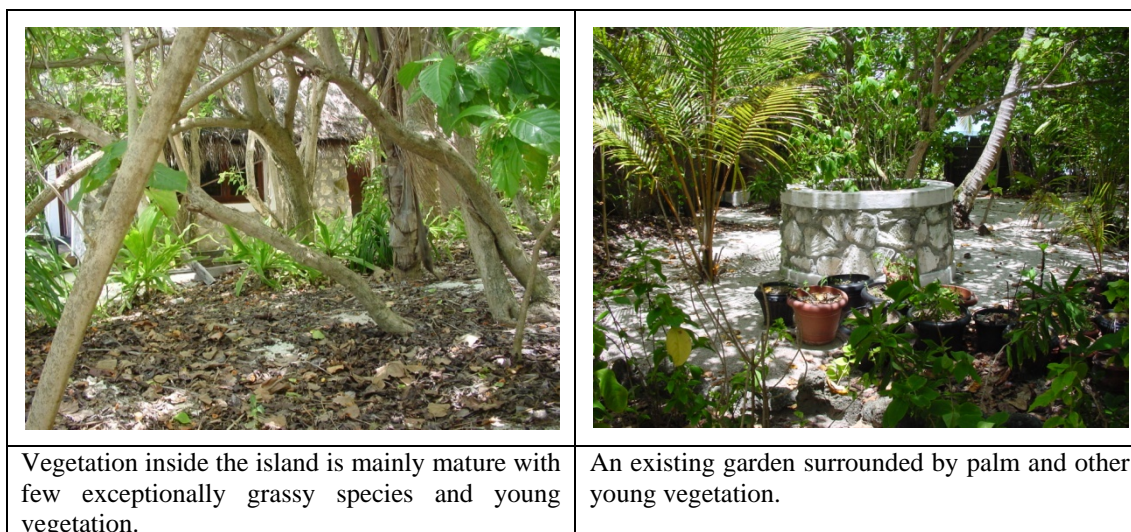 Vegetation inside the island is mainly mature with
few exceptionally grassy species and young
vegetation.
An existing garden surrounded by palm and other
young vegetation.